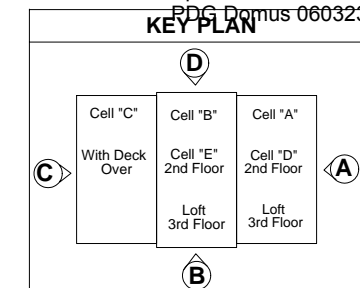 PDG Domus 060323
KEY PLAN
D
Cell "C"
With Deck
Over
Cell "B"
Cell "E"
2nd Floor
Loft
3rd Floor
Cell "A"
Cell "D"
2nd Floor
Loft
3rd Floor
C
A
B